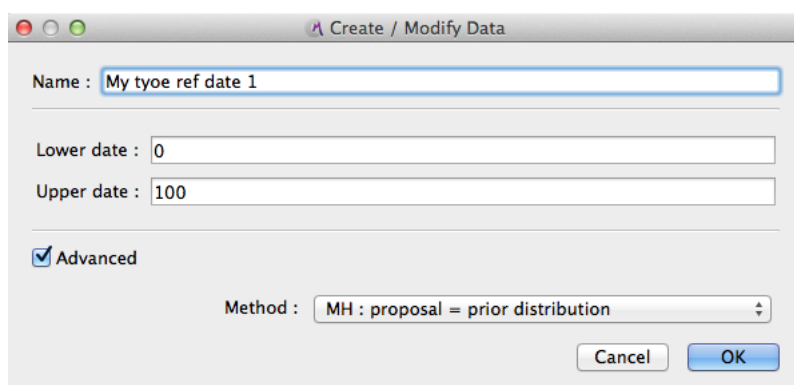 Create / Modify Data
Name : My tyoe ref date 1
Lower date : 0
Upper date : 100
Advanced
Method : MH : proposal = prior distribution
Cancel OK